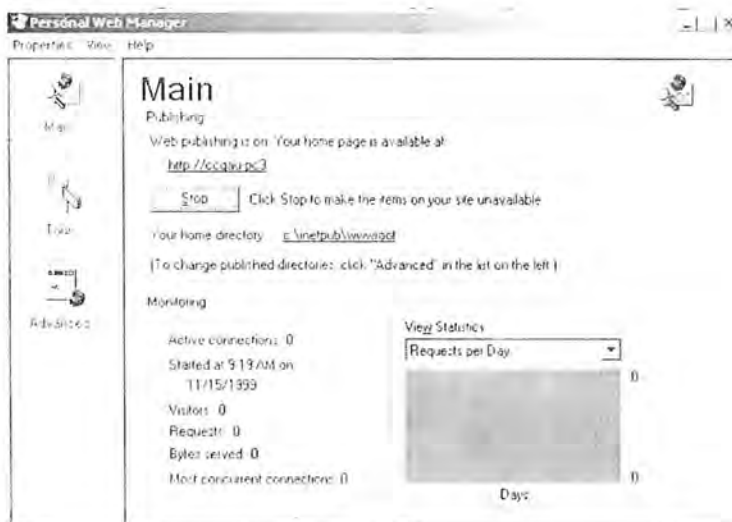 Personal Web Manager
Properties View Help
Main
Tour
Advanced
Main
Publishing
Web publishing is on. Your home page is available at:
Stop
Click Stop to make the items on your site unavailable
Your home directory: c:\inetpub\wwwroot
(To change published directories, click "Advanced" in the list on the left.)
Monitoring
Active connections: 0
Started at 9:19 AM on
11/15/1999
Visitors: 0
Requests: 0
Bytes served: 0
Most concurrent connections: 0
View Statistics
Requests per Day
0
0
Days